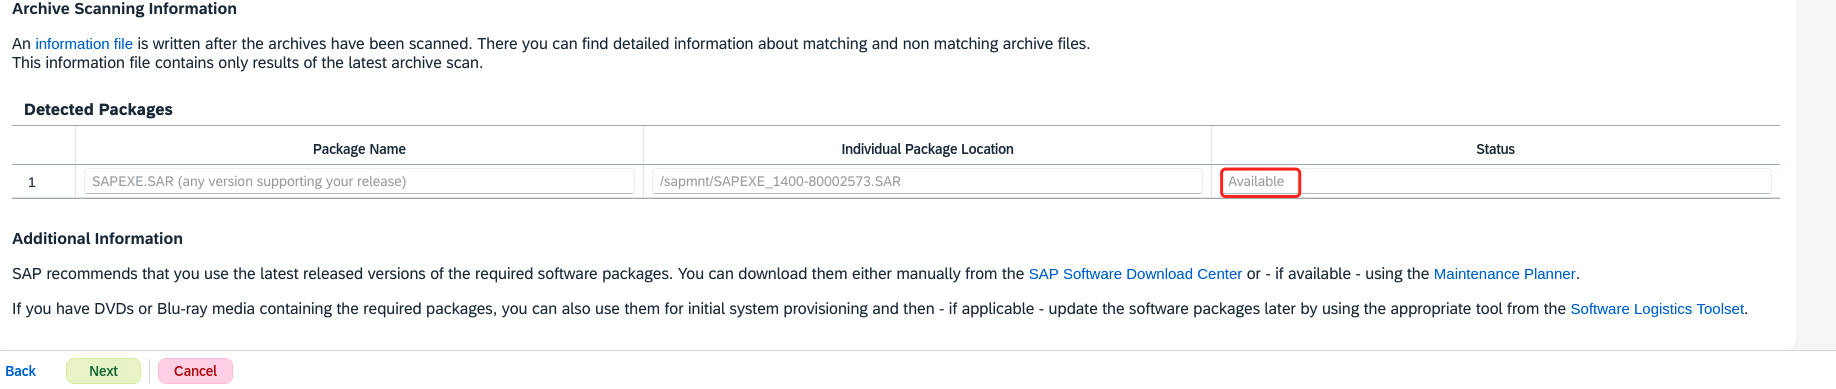 Archive Scanning Information
An information file is written after the archives have been scanned. There you can find detailed information about matching and non matching archive files.
This information file contains only results of the latest archive scan.
Detected Packages
Package Name Individual Package Location Status
1 SAPEXE.SAR (any version supporting your release) /sapmnt/SAPEXE_1400-80002573.SAR Available
Additional Information
SAP recommends that you use the latest released versions of the required software packages. You can download them either manually from the SAP Software Download Center or - if available - using the Maintenance Planner.
If you have DVDs or Blu-ray media containing the required packages, you can also use them for initial system provisioning and then - if applicable - update the software packages later by using the appropriate tool from the Software Logistics Toolset.
Back Next Cancel